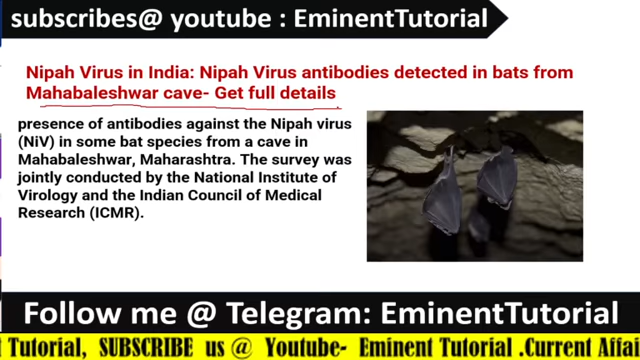 subscribes@ youtube : EminentTutorial
Nipah Virus in India: Nipah Virus antibodies detected in bats from
Mahabaleshwar cave- Get full details
presence of antibodies against the Nipah virus
(NiV) in some bat species from a cave in
Mahabaleshwar, Maharashtra. The survey was
jointly conducted by the National Institute of
Virology and the Indian Council of Medical
Research (ICMR).
Follow me @ Telegram: EminentTutorial
t Tutorial, SUBSCRIBE us @ Youtube- Eminent Tutorial .Current Affai